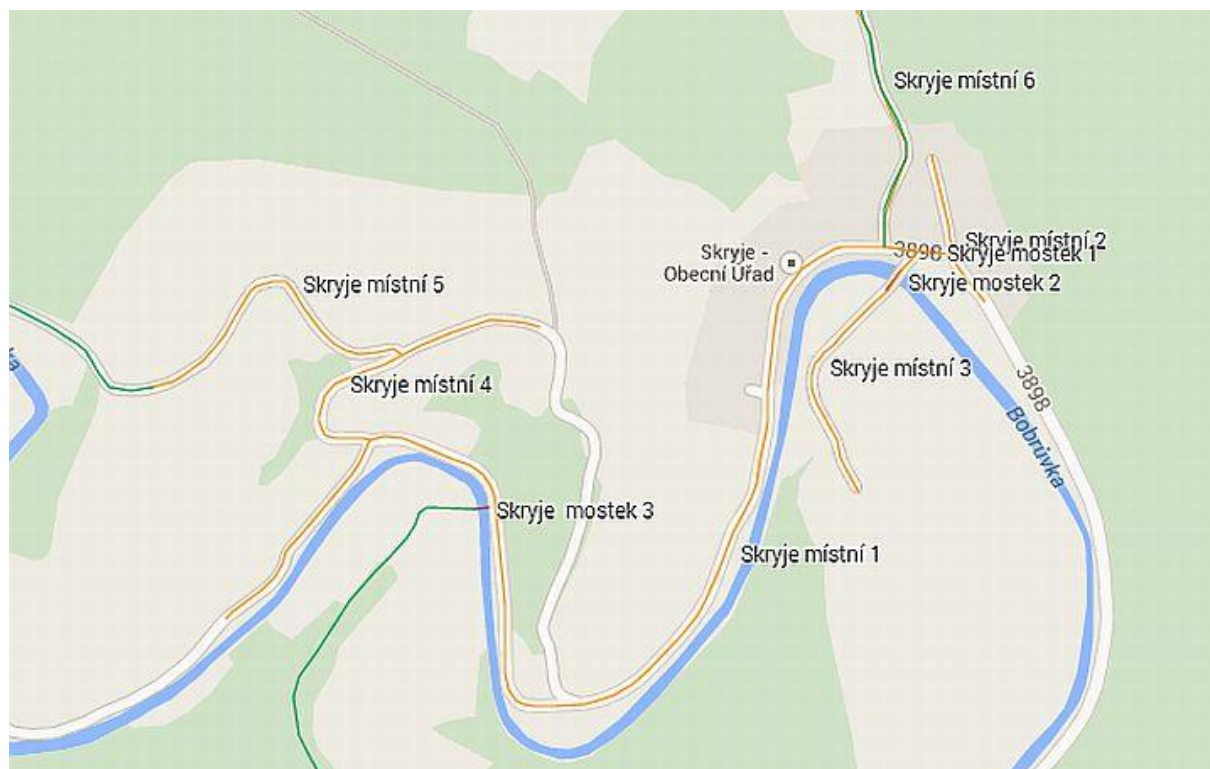 Skryje místní 6
Skryje místní 2
3898
Skryje mostek 1
Skryje -
Obecní Úřad
Skryje mostek 2
Skryje místní 5
Skryje místní 3
Skryje místní 4
3898
Bobrůvka
Skryje mostek 3
Skryje místní 1